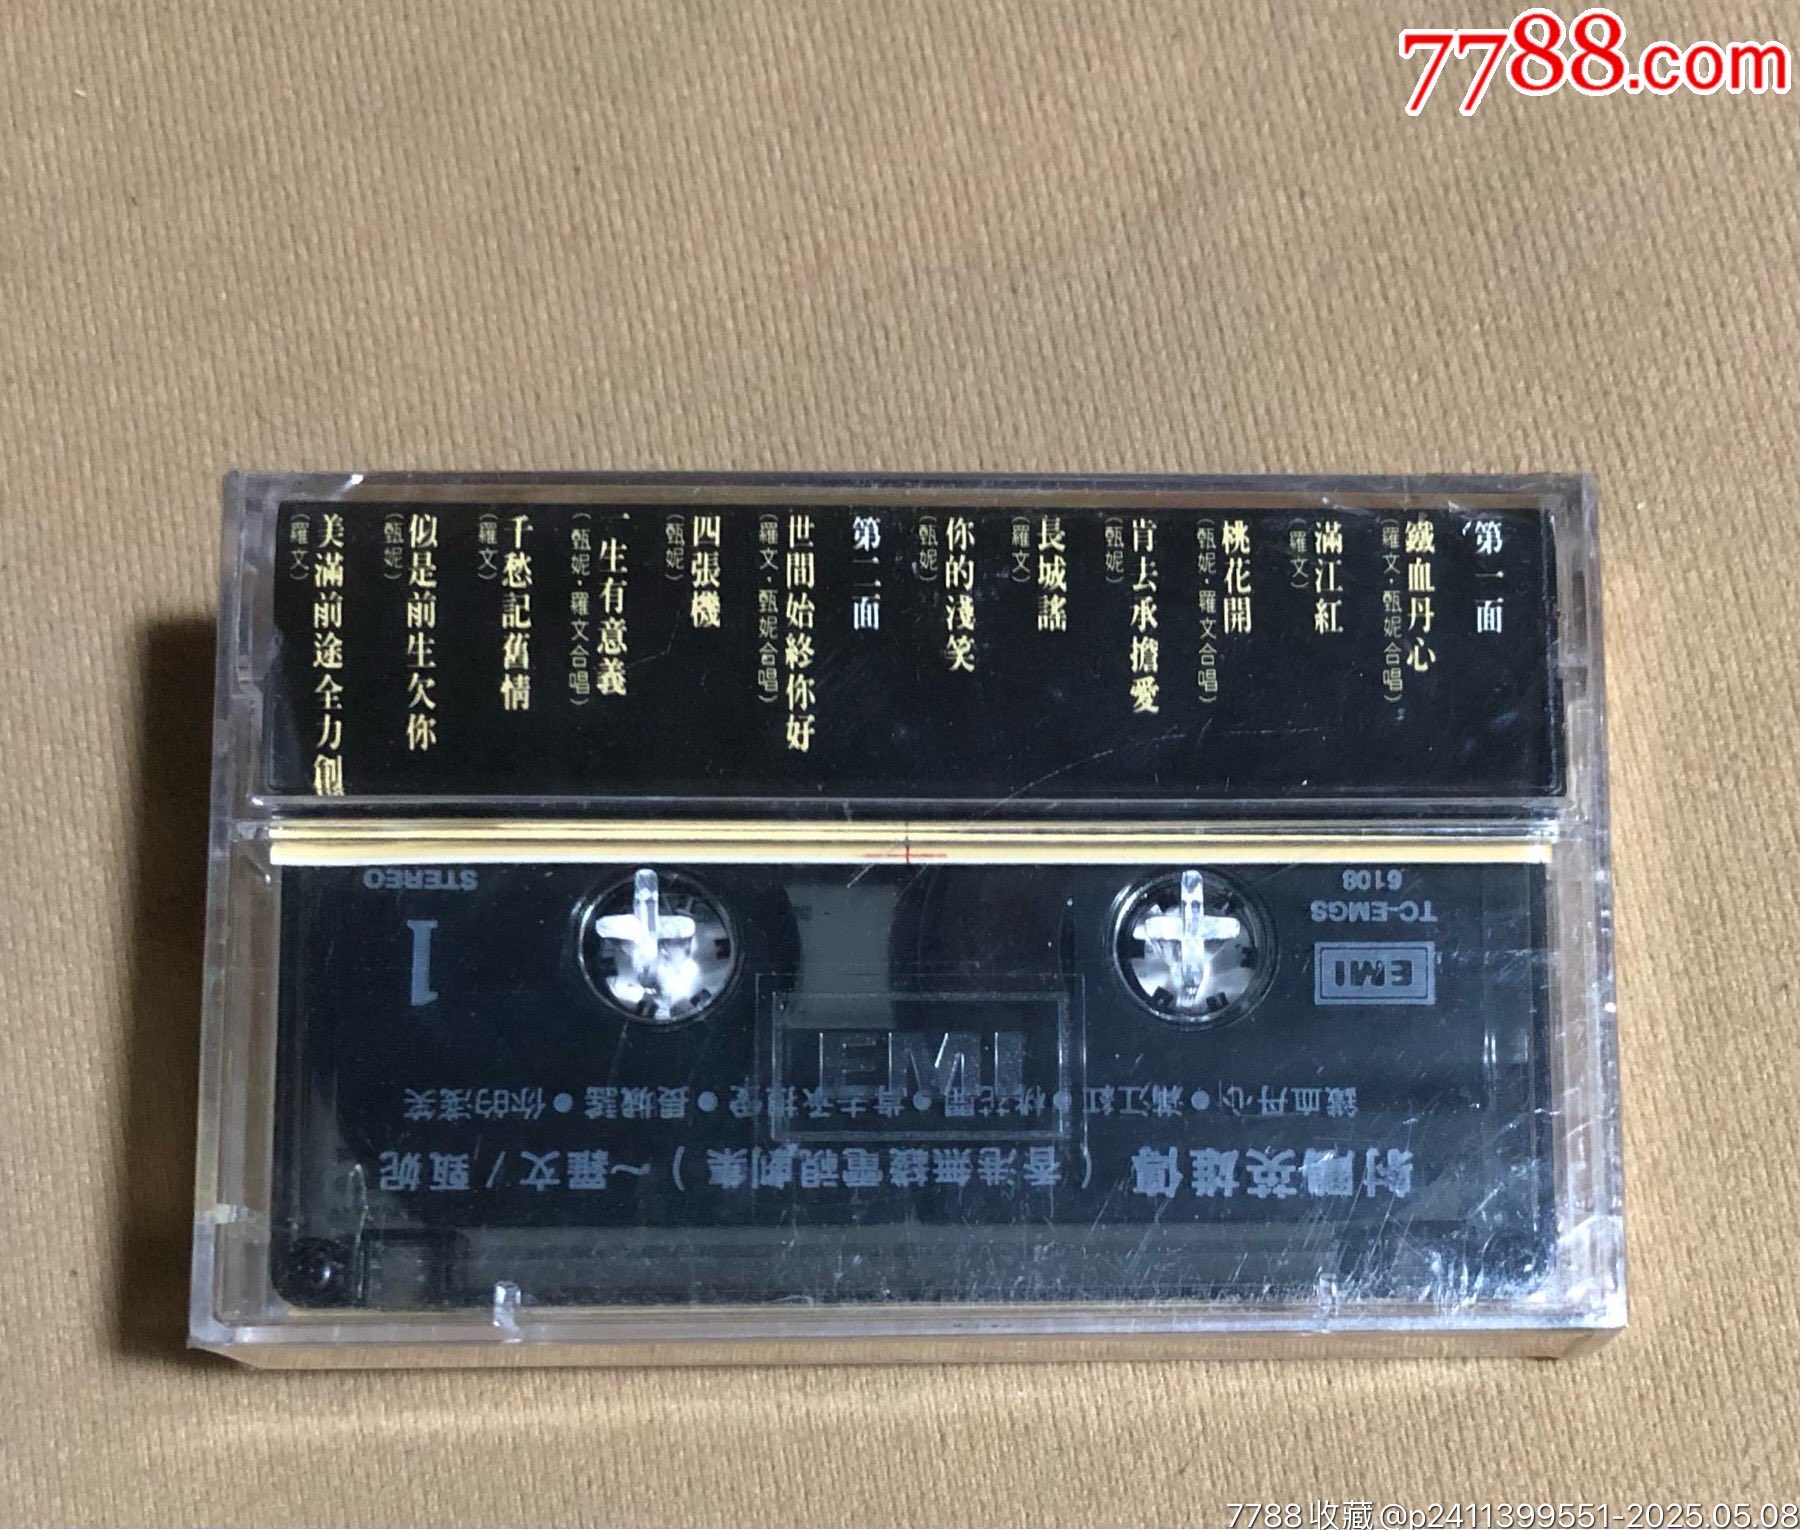 7788.com
第一面
鐵血丹心
(羅文·甄妮合唱)
滿江紅
(羅文)
桃花開
(甄妮·羅文合唱)
肯去承擔愛
(甄妮)
長城謠
(羅文)
你的淺笑
(甄妮)
第二面
世間始終你好
(羅文·甄妮合唱)
四張機
(甄妮)
一生有意義
(甄妮·羅文合唱)
千愁記舊情
(羅文)
似是前生欠你
(甄妮)
美滿前途全力創
(羅文)
STEREO
1
6108
TC-EMGS
EMI
EMI
鐵血丹心●滿江紅●桃花開●肯去承擔愛●長城謠●你的淺笑
射鵰英雄傳(香港無綫電視劇集)~羅文/甄妮
7788收藏@p2411399551-2025.05.08